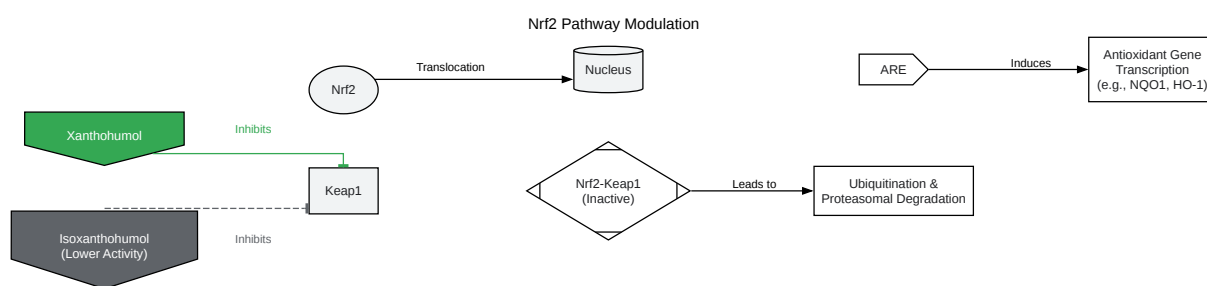 Nrf2 Pathway Modulation
Translocation
Nrf2
Nucleus
ARE
Induces
Antioxidant Gene
Transcription
(e.g., NQO1, HO-1)
Xanthohumol
Inhibits
Keap1
Nrf2-Keap1
(Inactive)
Leads to
Ubiquitination &
Proteasomal Degradation
Isoxanthohumol
(Lower Activity)
Inhibits